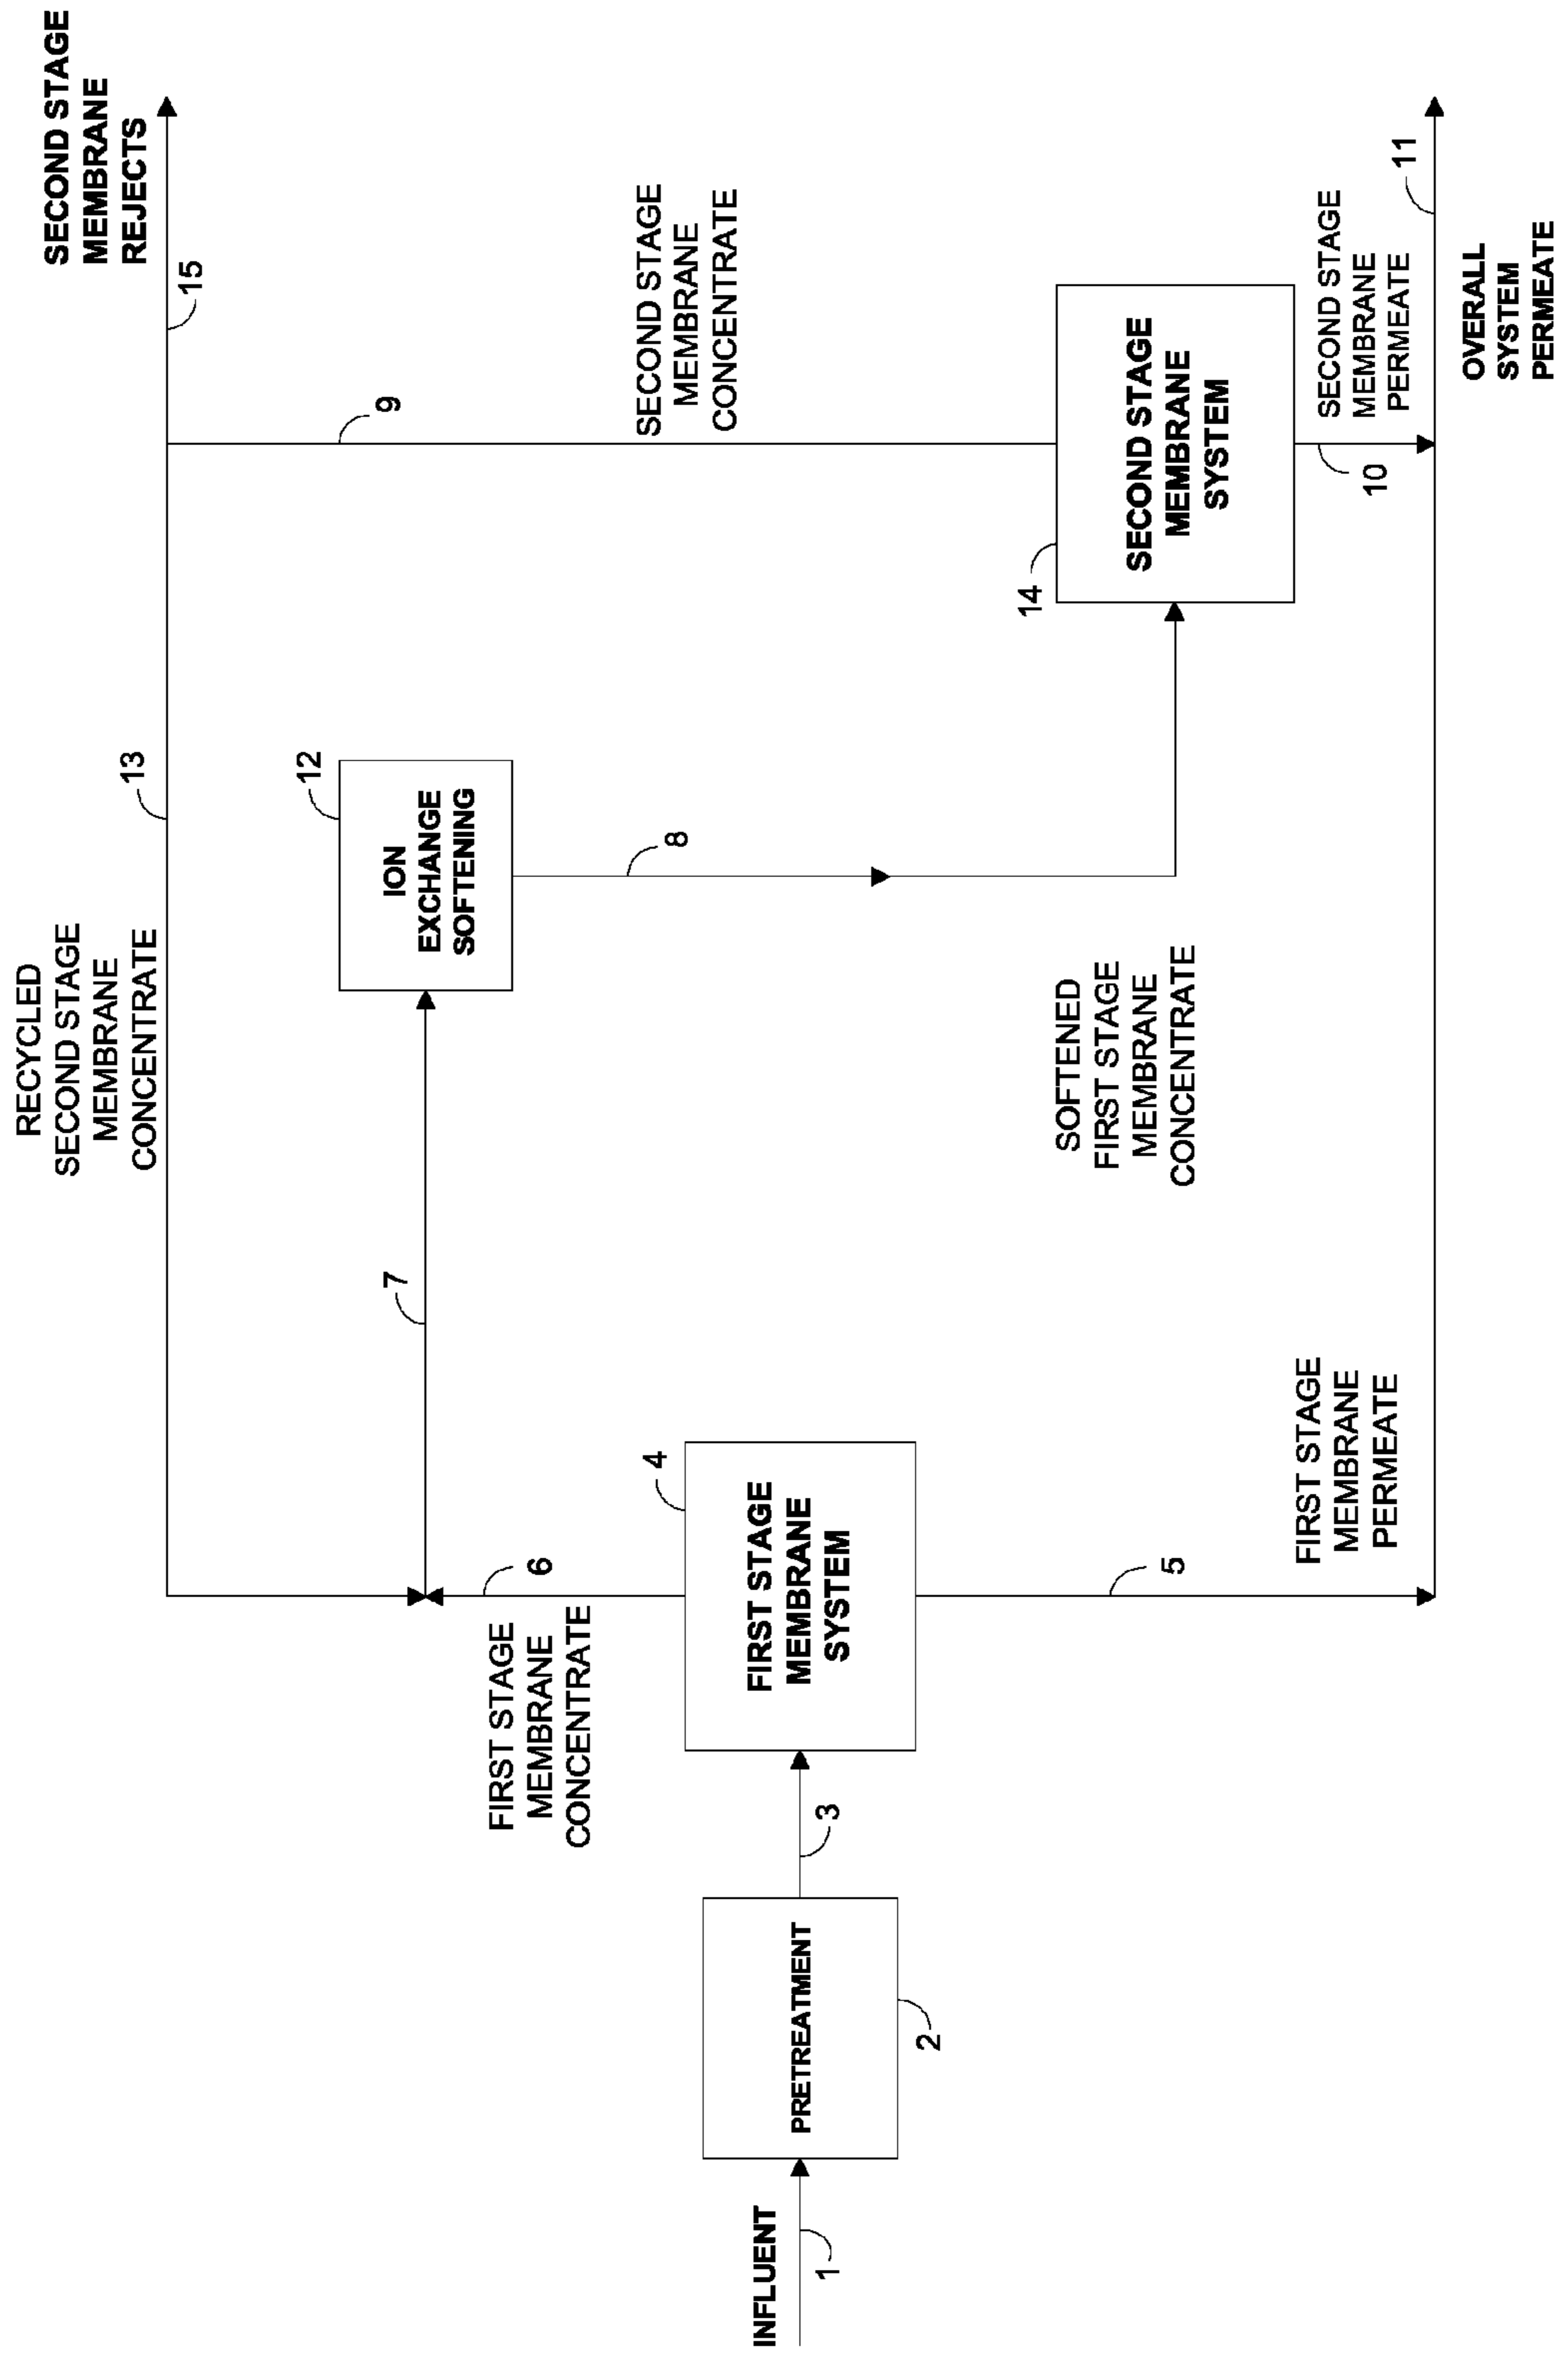 INFLUENT
1
PRETREATMENT
2
3
FIRST STAGE
MEMBRANE
SYSTEM
4
FIRST STAGE
MEMBRANE
CONCENTRATE
6
5
FIRST STAGE
MEMBRANE
PERMEATE
7
RECYCLED
SECOND STAGE
MEMBRANE
CONCENTRATE
13
ION
EXCHANGE
SOFTENING
12
8
SOFTENED
FIRST STAGE
MEMBRANE
CONCENTRATE
SECOND STAGE
MEMBRANE
SYSTEM
14
9
SECOND STAGE
MEMBRANE
CONCENTRATE
15
SECOND STAGE
MEMBRANE
REJECTS
10
SECOND STAGE
MEMBRANE
PERMEATE
11
OVERALL
SYSTEM
PERMEATE